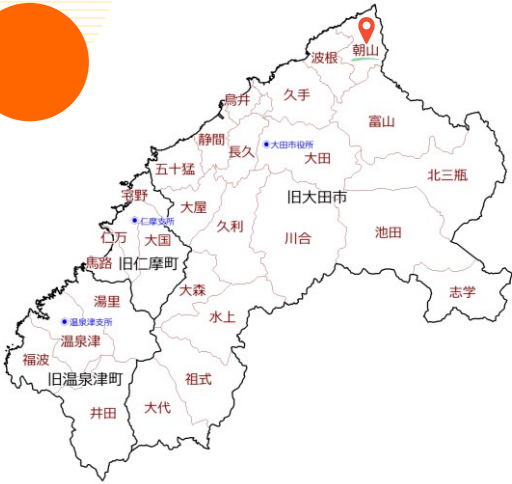 朝山
波根
久手
鳥井
富山
静間
長久
大田市役所
大田
五十猛
北三瓶
宅野
大屋
旧大田市
仁摩支所
久利
池田
仁万
大国
川合
馬路
旧仁摩町
大森
志学
湯里
水上
温泉津支所
温泉津
福波
旧温泉津町
祖式
井田
大代